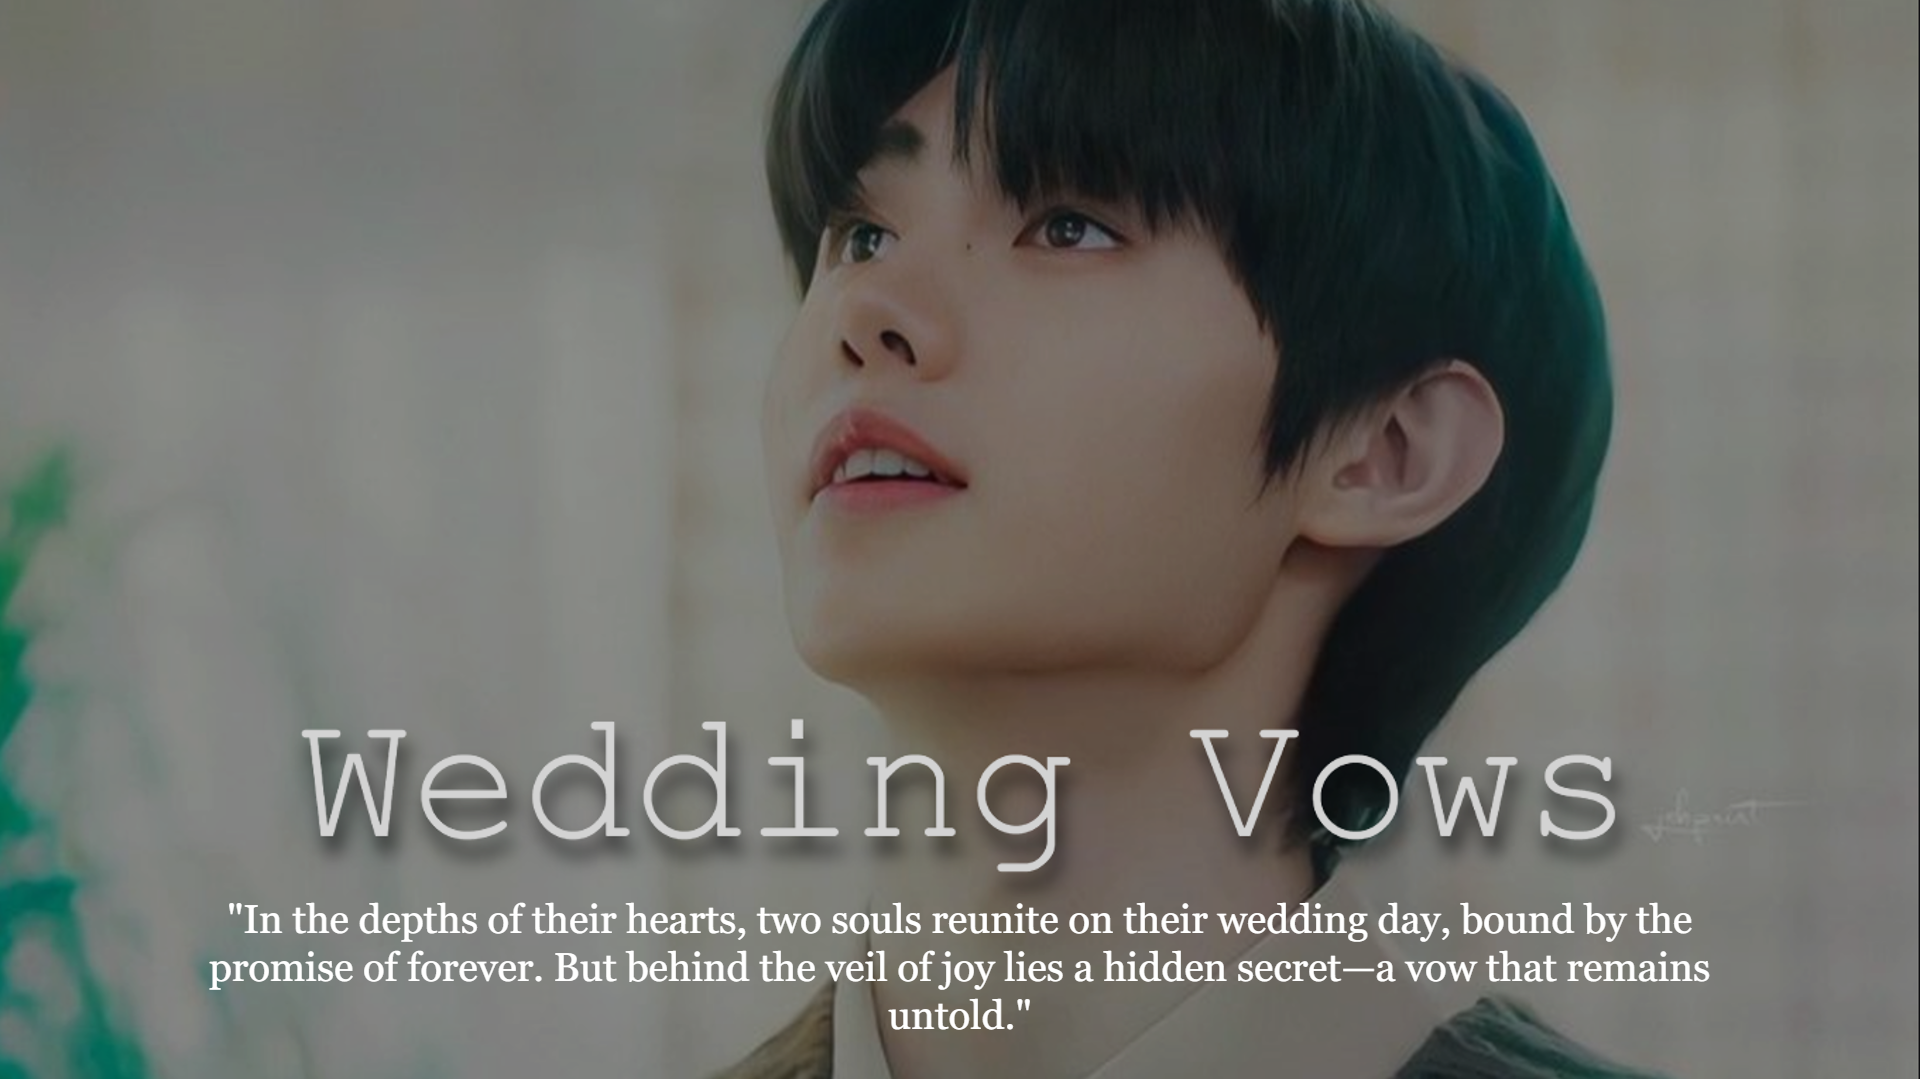 Wedding Vows
"In the depths of their hearts, two souls reunite on their wedding day, bound by the
promise of forever. But behind the veil of joy lies a hidden secret—a vow that remains
untold."